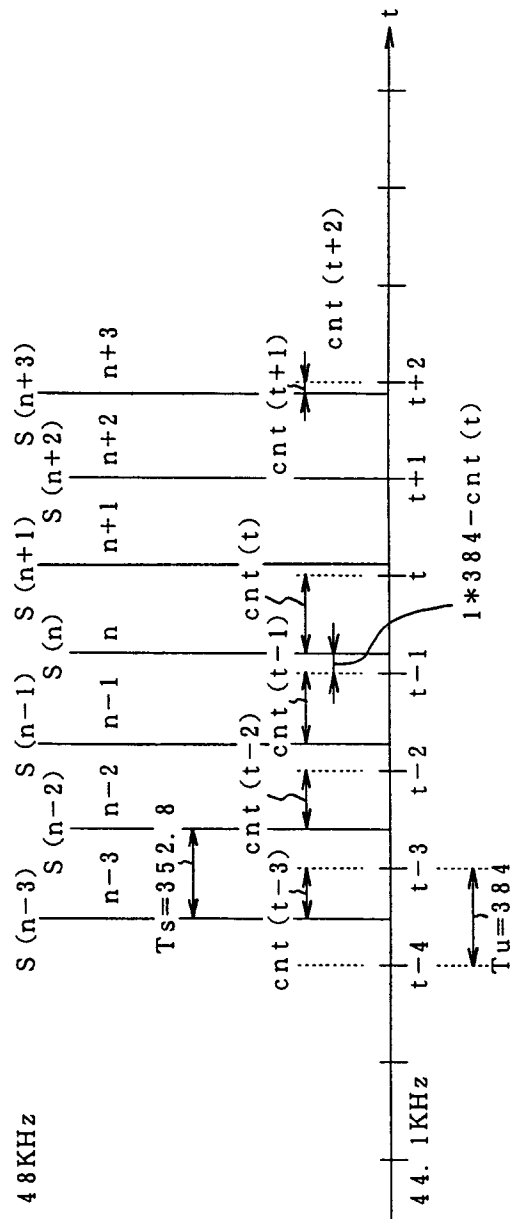 48KHz
S(n-3) S(n-2) S(n-1) S(n) S(n+1) S(n+2) S(n+3)
n-3 n-2 n-1 n n+1 n+2 n+3
Ts=352.8
cnt(t-3) cnt(t-2) cnt(t-1) cnt(t) cnt(t+1)
cnt(t+2)
t
44.1KHz
t-4 t-3 t-2 t-1 t t+1 t+2
Tu=384
1*384-cnt(t)